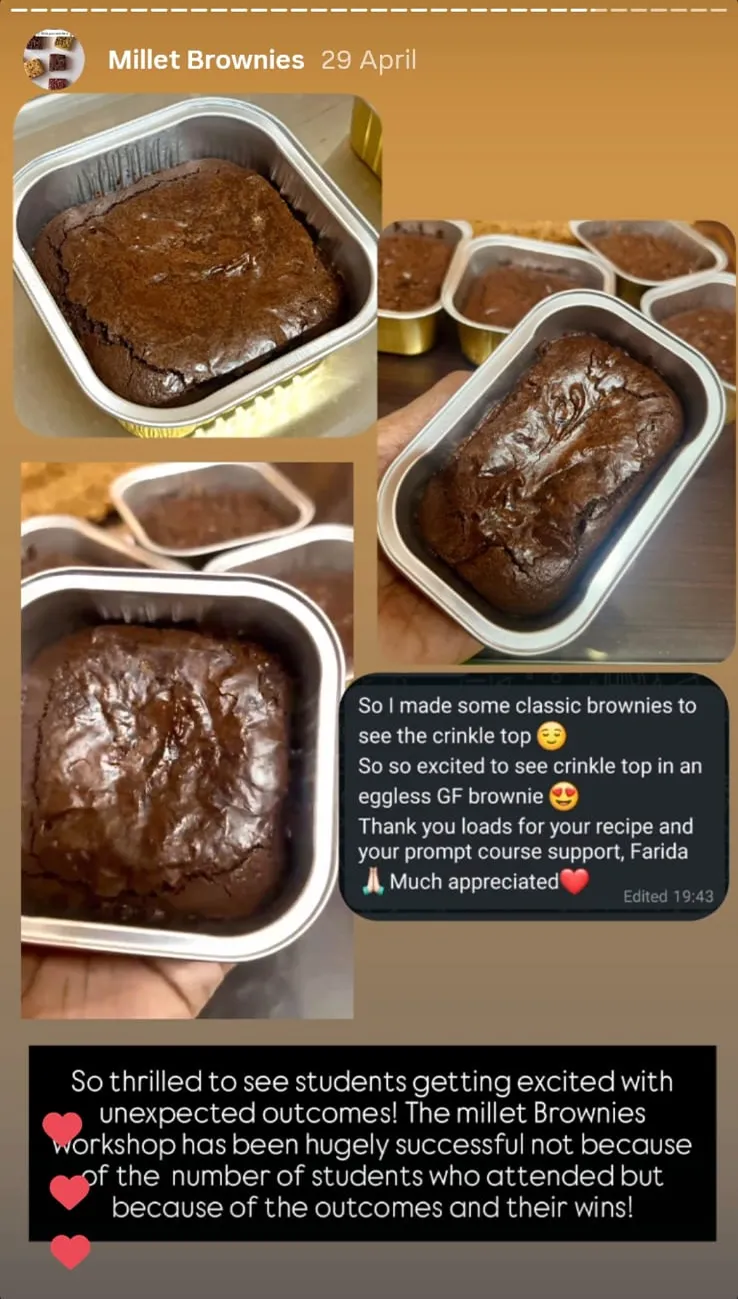 Millet Brownies 29 April
So I made some classic brownies to
see the crinkle top 😌
So so excited to see crinkle top in an
eggless GF brownie 😍
Thank you loads for your recipe and
your prompt course support, Farida
🙏🏻 Much appreciated❤️
Edited 19:43
So thrilled to see students getting excited with
unexpected outcomes! The millet Brownies
workshop has been hugely successful not because
of the number of students who attended but
because of the outcomes and their wins!